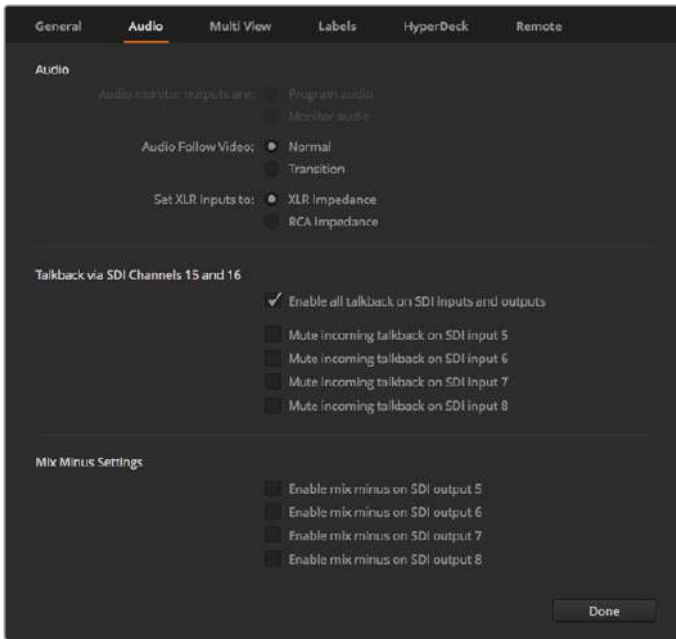 General Audio Multi View Labels HyperDeck Remote
Audio
Audio monitor outputs are: Program audio
Monitor audio
Audio Follow Video: Normal
Transition
Set XLR Inputs to: XLR Impedance
RCA Impedance
Talkback via SDI Channels 15 and 16
Enable all talkback on SDI inputs and outputs
Mute incoming talkback on SDI input 5
Mute incoming talkback on SDI input 6
Mute incoming talkback on SDI input 7
Mute incoming talkback on SDI input 8
Mix Minus Settings
Enable mix minus on SDI output 5
Enable mix minus on SDI output 6
Enable mix minus on SDI output 7
Enable mix minus on SDI output 8
Done